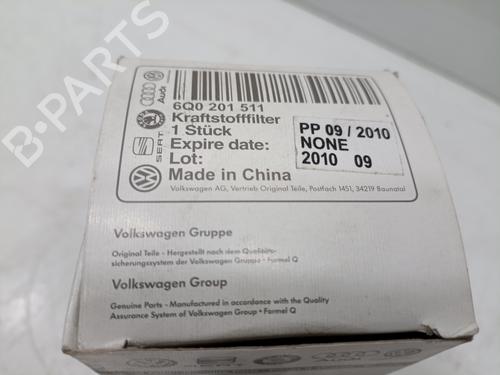 B-PARTS
Audi
SEAT
6Q0 201 511
Kraftstofffilter
1 Stück
Expire date:
Lot:
Made in China
PP 09 / 2010
NONE
2010 09
Volkswagen AG, Vertrieb Original Teile, Postfach 1451, 34219 Baunatal
Volkswagen Gruppe
Original Teile - Hergestellt nach dem Qualitäts-
sicherungssystem der Volkswagen Gruppe - Formel Q
Volkswagen Group
Genuine Parts - Manufactured in accordance with the Quality
Assurance System of Volkswagen Group - Formel Q